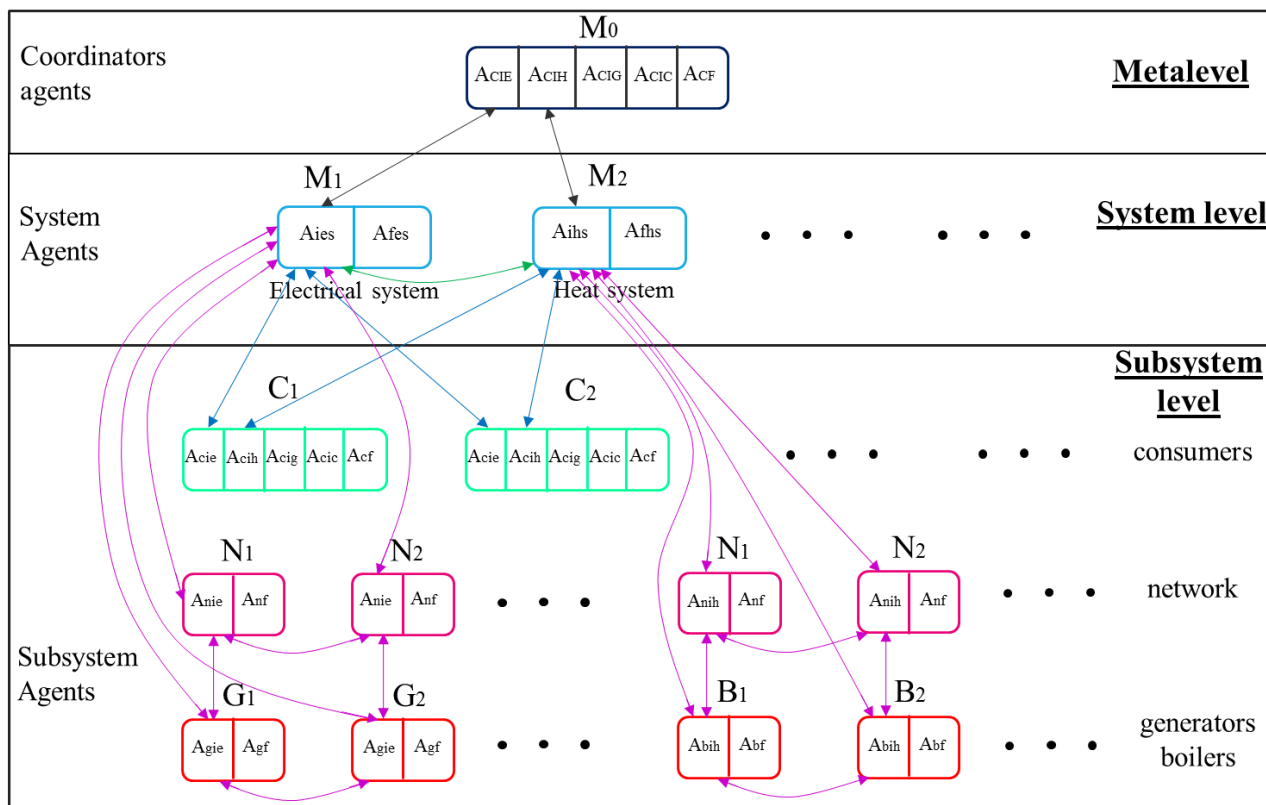 Coordinators
agents
M0
ACIE ACIH ACIG ACIC ACF
Metalevel
System
Agents
M1
Aies Afes
Electrical system
M2
Aihs Afhs
Heat system
System level
Subsystem
level
C1
Acie Acih Acig Acic Acf
C2
Acie Acih Acig Acic Acf
consumers
N1
Anie Anf
N2
Anie Anf
N1
Anih Anf
N2
Anih Anf
network
Subsystem
Agents
G1
Agie Agf
G2
Agie Agf
B1
Abih Abf
B2
Abih Abf
generators
boilers